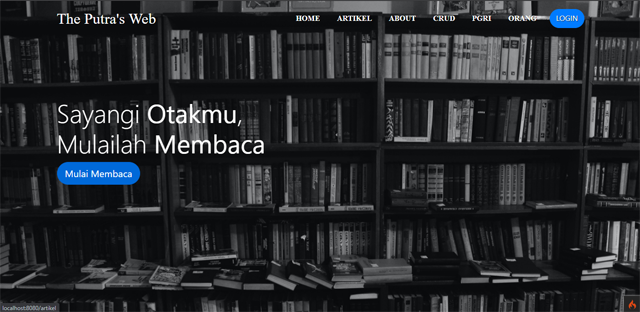 The Putra's Web
HOME ARTIKEL ABOUT CRUD PGRI ORANG LOGIN
Sayangi Otakmu,
Mulailah Membaca
Mulai Membaca
localhost:8080/artikel